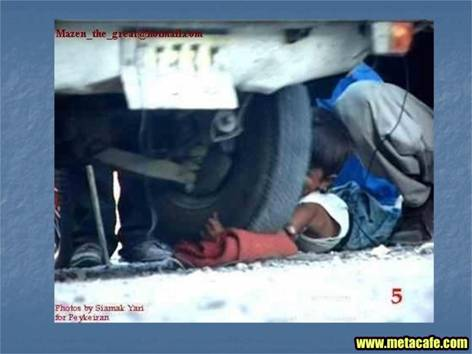 Mazen_the_great@hotmail.com
5
Photos by Siamak Yari
for Peykeiran
www.metacafe.com